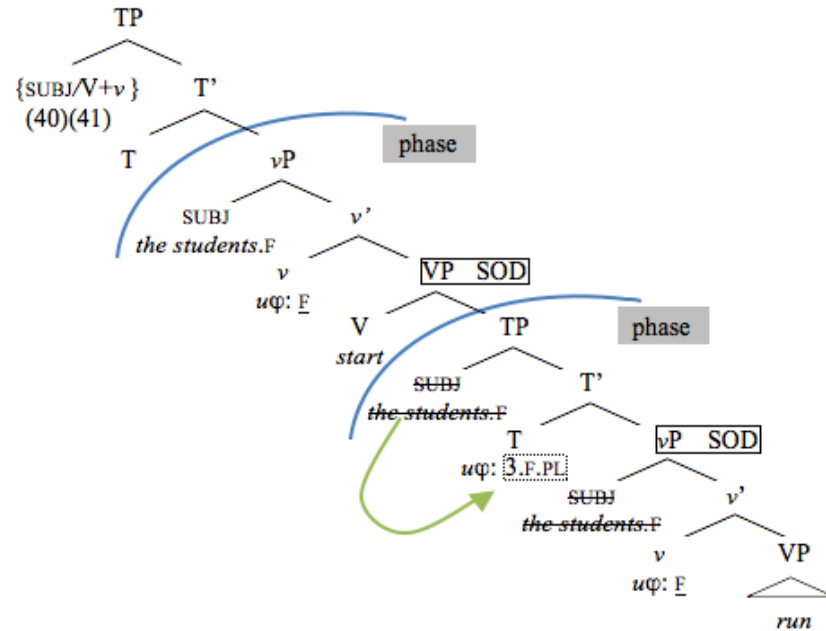 TP
{SUBJ/V+v} T’
(40)(41)
phase
T vP
SUBJ v’
the students.F
v VP SOD
uφ: F
V TP
phase
start
SUBJ T’
the students.F
T vP SOD
uφ: 3.F.PL
SUBJ v’
the students.F
v VP
uφ: F
run